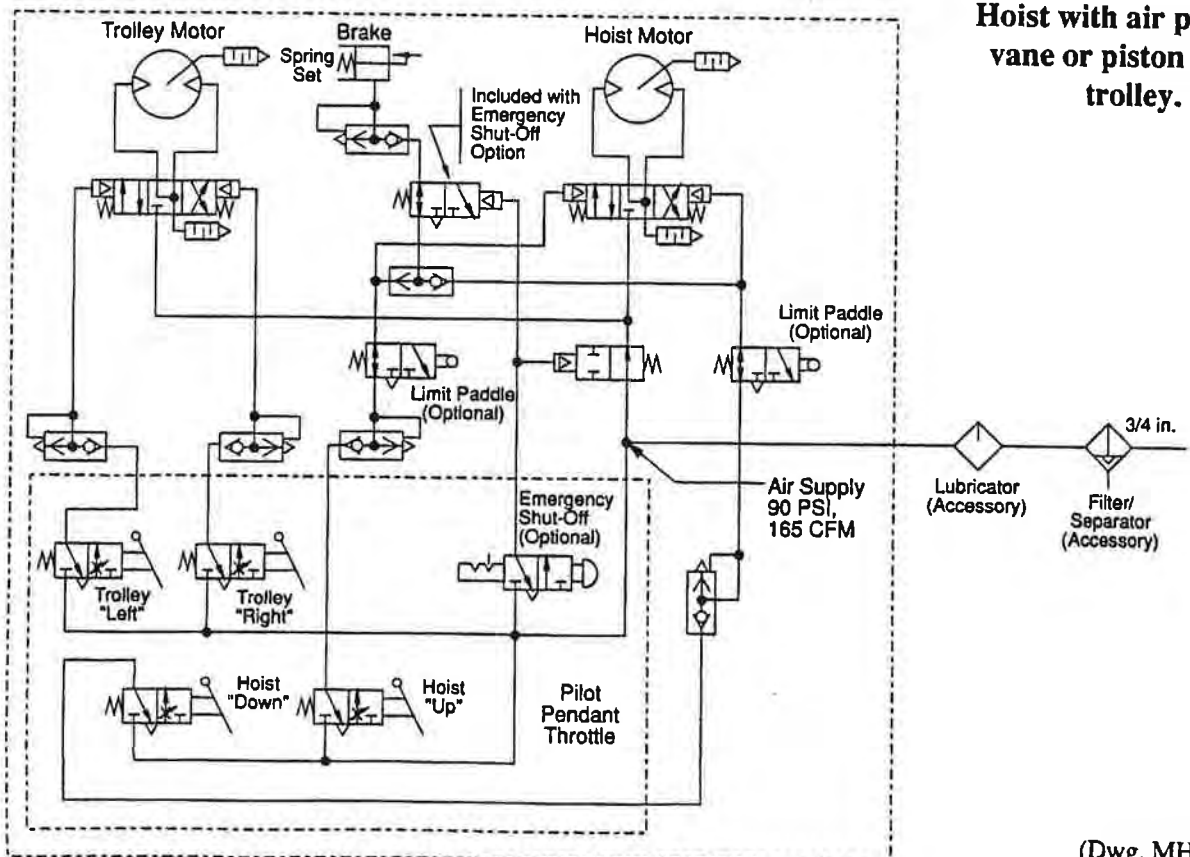 Hoist with air p
vane or piston
trolley.
Trolley Motor
Brake
Spring
Set
Hoist Motor
Included with
Emergency
Shut-Off
Option
Limit Paddle
(Optional)
Limit Paddle
(Optional)
3/4 in.
Air Supply
90 PSI,
165 CFM
Lubricator
(Accessory)
Filter/
Separator
(Accessory)
Emergency
Shut-Off
(Optional)
Trolley
"Left"
Trolley
"Right"
Hoist
"Down"
Hoist
"Up"
Pilot
Pendant
Throttle
(Dwg. MH